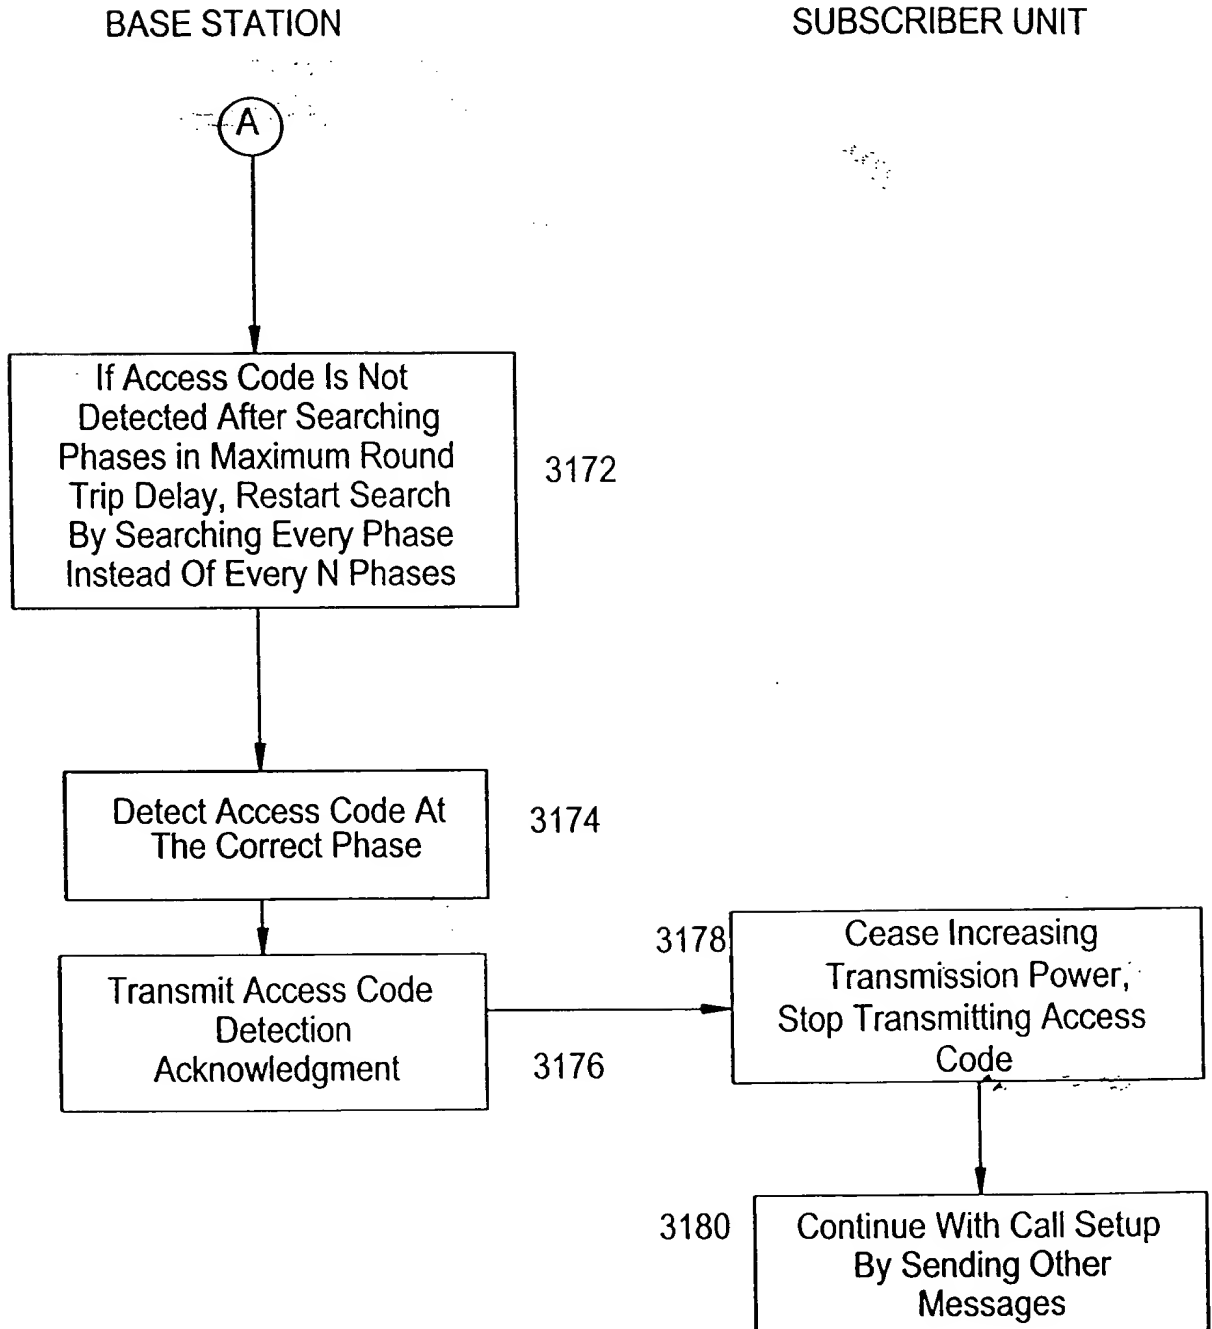 BASE STATION
SUBSCRIBER UNIT
A
If Access Code Is Not
Detected After Searching
Phases in Maximum Round
Trip Delay, Restart Search
By Searching Every Phase
Instead Of Every N Phases
3172
Detect Access Code At
The Correct Phase
3174
Transmit Access Code
Detection
Acknowledgment
3176
3178
Cease Increasing
Transmission Power,
Stop Transmitting Access
Code
3180
Continue With Call Setup
By Sending Other
Messages